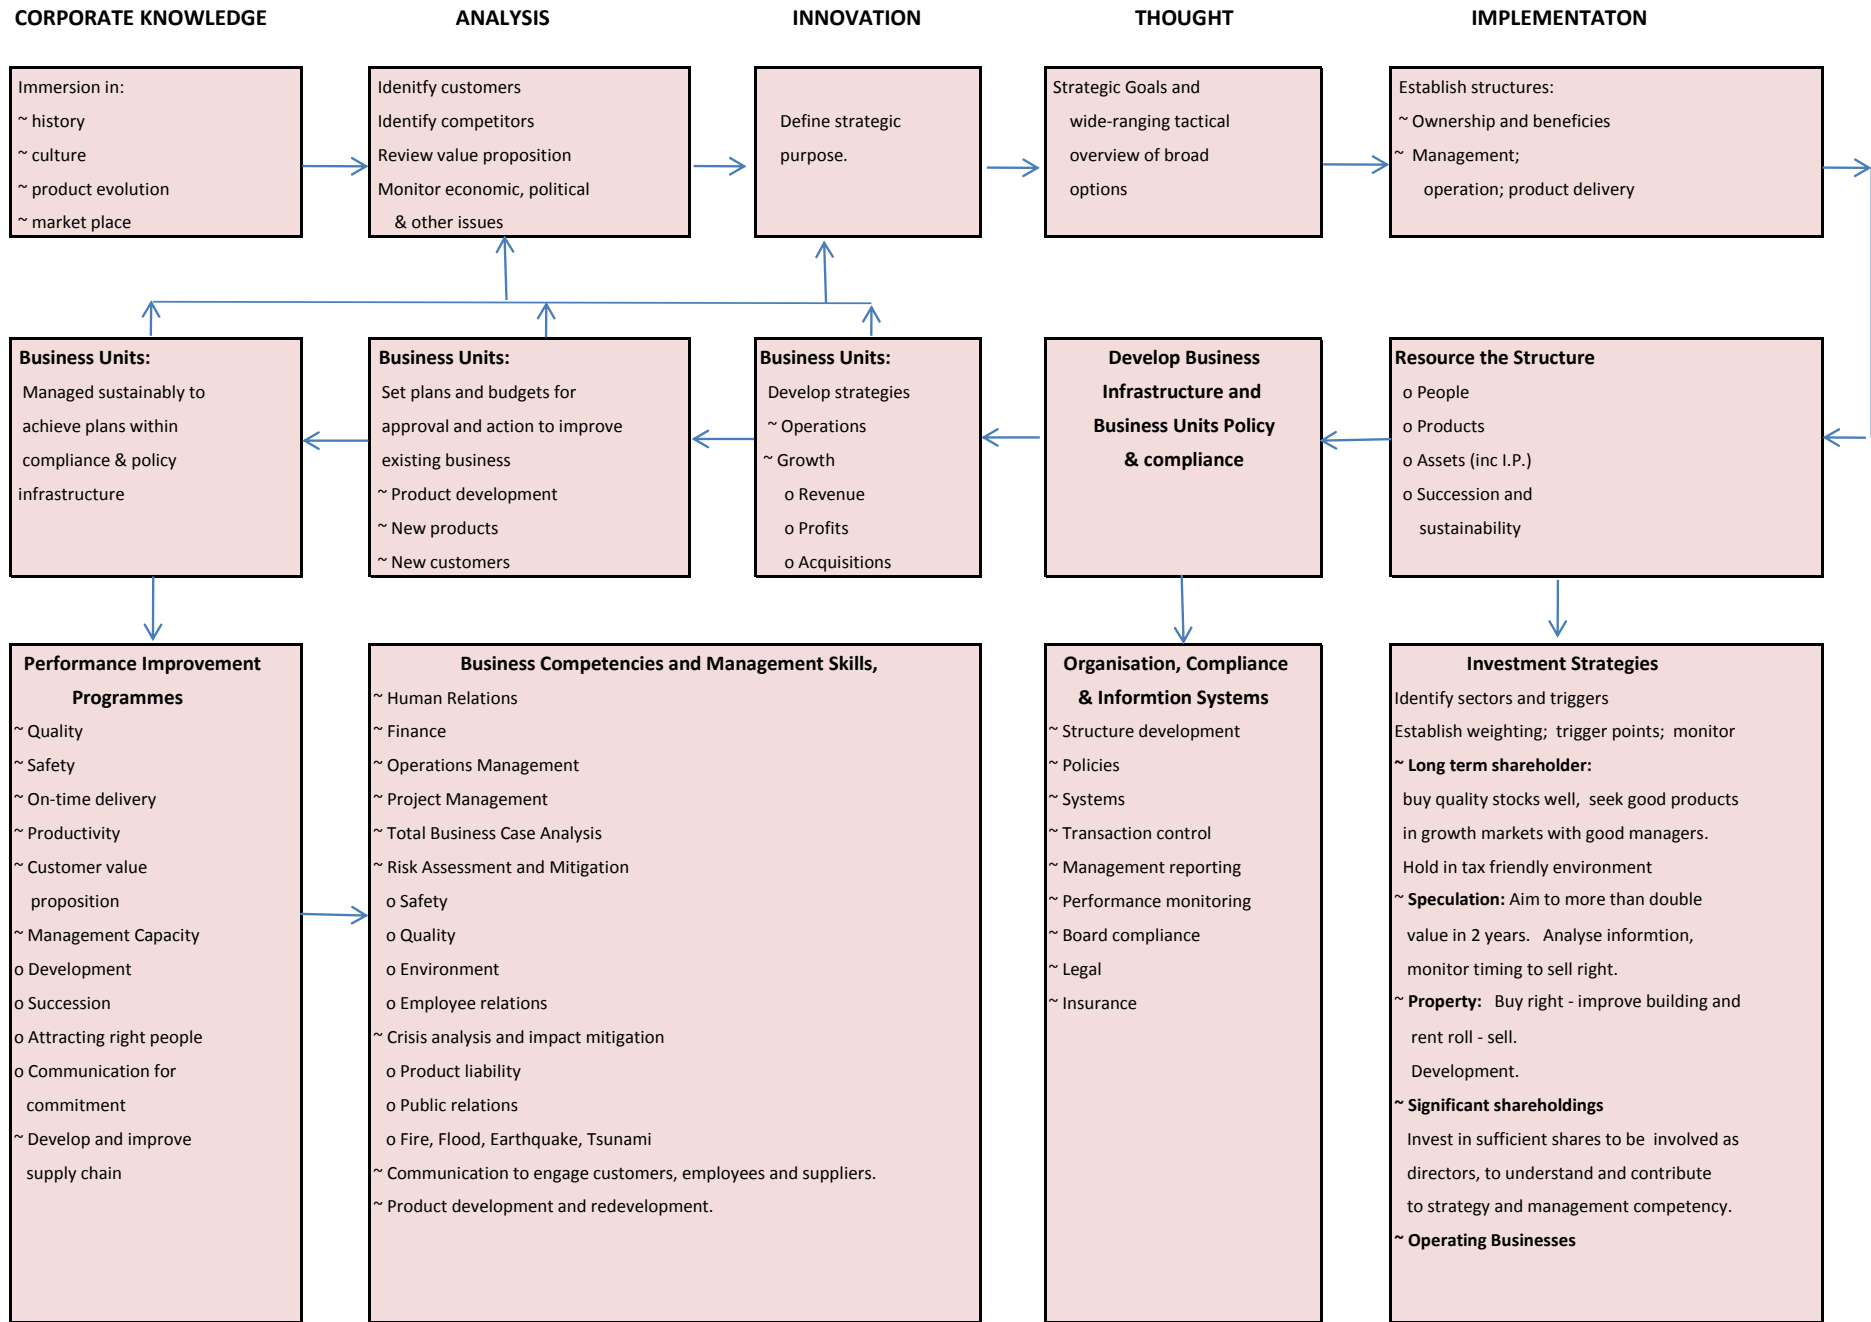 CORPORATE KNOWLEDGE
ANALYSIS
INNOVATION
THOUGHT
IMPLEMENTATON
Immersion in:
~ history
~ culture
~ product evolution
~ market place
Idenitfy customers
Identify competitors
Review value proposition
Monitor economic, political
& other issues
Define strategic
purpose.
Strategic Goals and
wide-ranging tactical
overview of broad
options
Establish structures:
~ Ownership and beneficies
~ Management;
operation; product delivery
Business Units:
Managed sustainably to
achieve plans within
compliance & policy
infrastructure
Business Units:
Set plans and budgets for
approval and action to improve
existing business
~ Product development
~ New products
~ New customers
Business Units:
Develop strategies
~ Operations
~ Growth
o Revenue
o Profits
o Acquisitions
Develop Business
Infrastructure and
Business Units Policy
& compliance
Resource the Structure
o People
o Products
o Assets (inc I.P.)
o Succession and
sustainability
Performance Improvement
Programmes
~ Quality
~ Safety
~ On-time delivery
~ Productivity
~ Customer value
proposition
~ Management Capacity
o Development
o Succession
o Attracting right people
o Communication for
commitment
~ Develop and improve
supply chain
Business Competencies and Management Skills,
~ Human Relations
~ Finance
~ Operations Management
~ Project Management
~ Total Business Case Analysis
~ Risk Assessment and Mitigation
o Safety
o Quality
o Environment
o Employee relations
~ Crisis analysis and impact mitigation
o Product liability
o Public relations
o Fire, Flood, Earthquake, Tsunami
~ Communication to engage customers, employees and suppliers.
~ Product development and redevelopment.
Organisation, Compliance
& Informtion Systems
~ Structure development
~ Policies
~ Systems
~ Transaction control
~ Management reporting
~ Performance monitoring
~ Board compliance
~ Legal
~ Insurance
Investment Strategies
Identify sectors and triggers
Establish weighting; trigger points; monitor
~ Long term shareholder:
buy quality stocks well, seek good products
in growth markets with good managers.
Hold in tax friendly environment
~ Speculation: Aim to more than double
value in 2 years. Analyse informtion,
monitor timing to sell right.
~ Property: Buy right - improve building and
rent roll - sell.
Development.
~ Significant shareholdings
Invest in sufficient shares to be involved as
directors, to understand and contribute
to strategy and management competency.
~ Operating Businesses